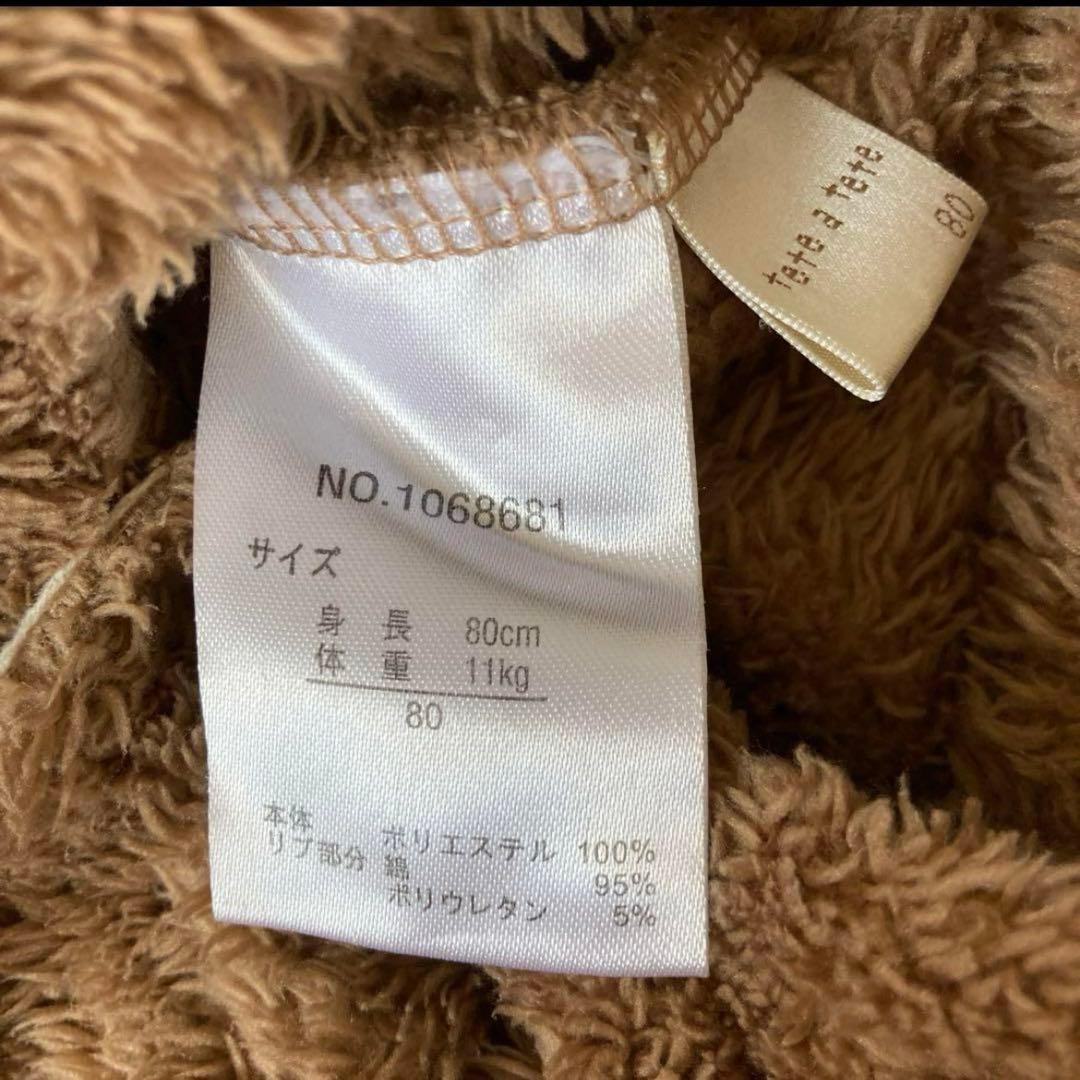 NO.1068681
サイズ
身 長 80cm
体 重 11kg
80
本体 ポリエステル 100%
リブ部分 綿 95%
ポリウレタン 5%
tete a tete
80